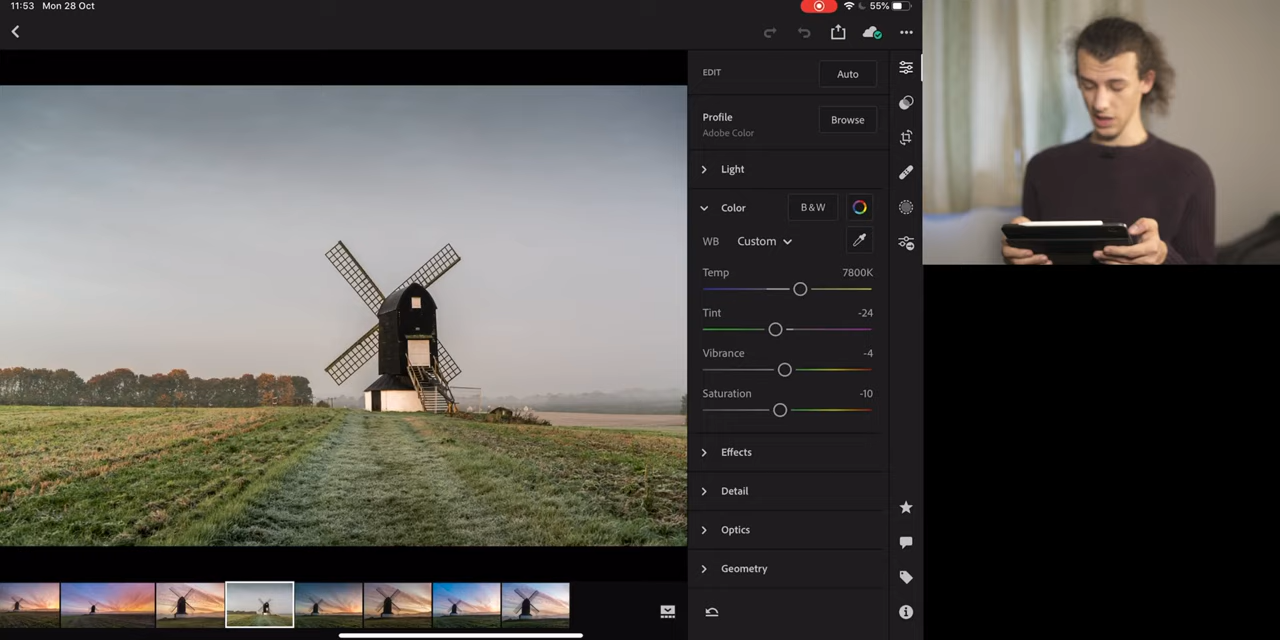 11:53 Mon 28 Oct
55%
EDIT
Auto
Profile
Adobe Color
Browse
Light
Color
B & W
WB Custom
Temp 7800K
Tint -24
Vibrance -4
Saturation -10
Effects
Detail
Optics
Geometry